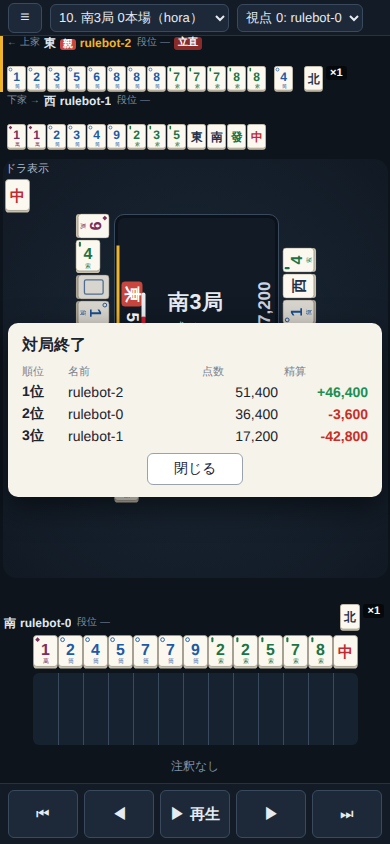 ≡ 10. 南3局 0本場（hora） 視点 0: rulebot-0
← 上家 東 親 rulebot-2 段位 — 立直
×1
下家 → 西 rulebot-1 段位 —
ドラ表示
中
南3局
7,200
対局終了
順位 名前 点数 精算
1位 rulebot-2 51,400 +46,400
2位 rulebot-0 36,400 -3,600
3位 rulebot-1 17,200 -42,800
閉じる
北 ×1
南 rulebot-0 段位 —
注釈なし
⏮ ◀ ▶ 再生 ▶ ⏭